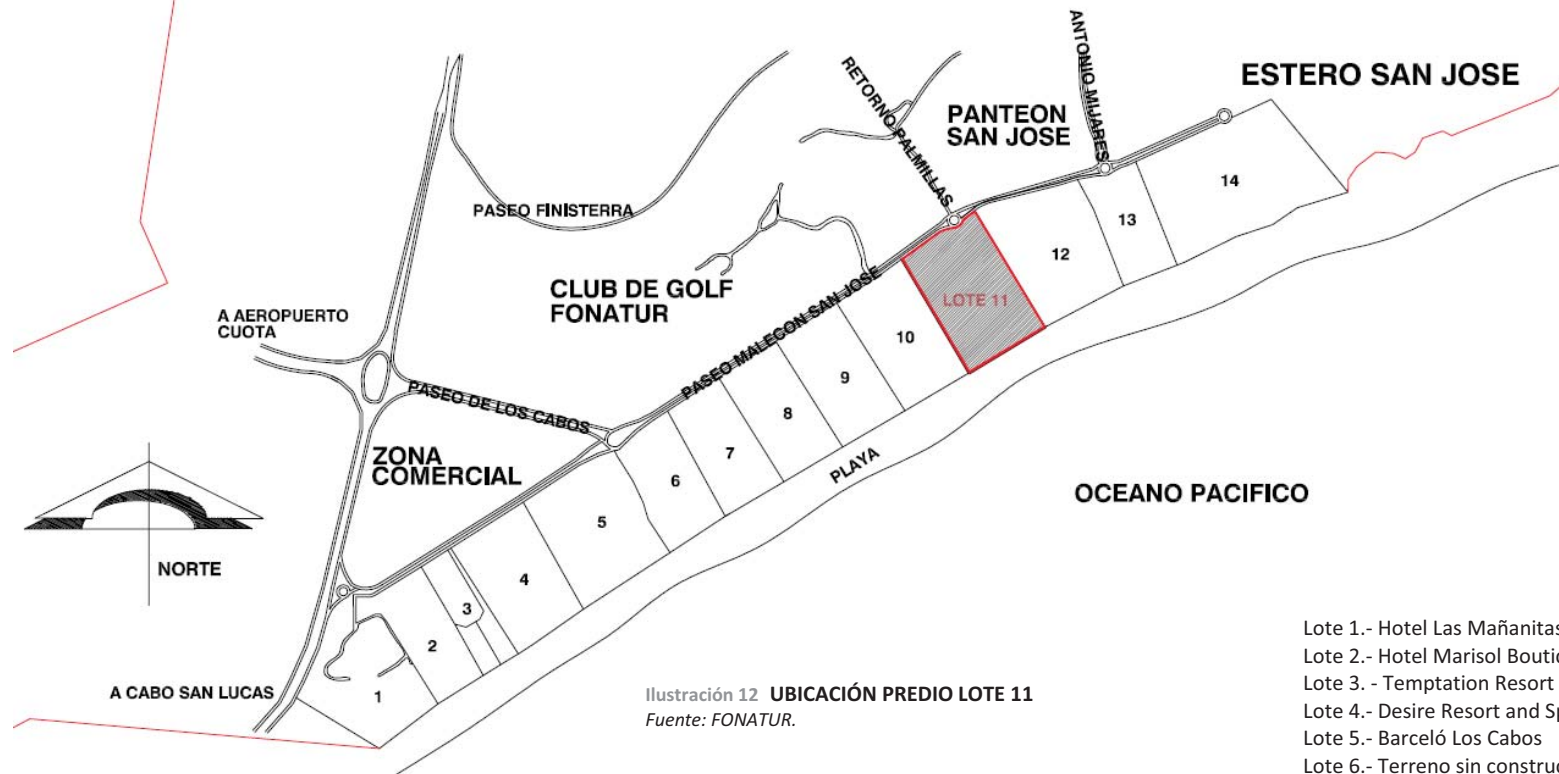 ESTERO SAN JOSE
ANTONIO MIJARES
RETORNO PALMILLAS
PANTEON
SAN JOSE
14
13
12
PASEO FINISTERRA
CLUB DE GOLF
FONATUR
LOTE 11
A AEROPUERTO
CUOTA
PASEO MALECON SAN JOSE
10
9
8
7
6
5
4
3
2
1
PASEO DE LOS CABOS
ZONA
COMERCIAL
PLAYA
OCEANO PACIFICO
NORTE
A CABO SAN LUCAS
Ilustración 12 UBICACIÓN PREDIO LOTE 11
Fuente: FONATUR.
Lote 1.- Hotel Las Mañanitas
Lote 2.- Hotel Marisol
Lote 3. - Temptation Resort
Lote 4.- Desire Resort and
Lote 5.- Barceló Los Cabos
Lote 6.- Terreno sin